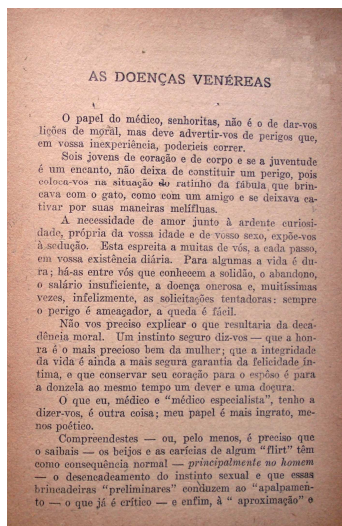 AS DOENÇAS VENÉREAS
O papel do médico, senhoritas, não é o de dar-vos
lições de moral, mas deve advertir-vos de perigos que,
em vossa inexperiência, poderieis correr.
Sois jovens de coração e de corpo e se a juventude
é um encanto, não deixa de constituir um perigo, pois
coloca-vos na situação do ratinho da fábula que brin-
cava com o gato, como com um amigo e se deixava ca-
tivar por suas maneiras melífluas.
A necessidade de amor junto à ardente curiosi-
dade, própria da vossa idade e de vosso sexo, expõe-vos
à sedução. Esta espreita a muitas de vós, a cada passo,
em vossa existência diária. Para algumas a vida é du-
ra; há-as entre vós que conhecem a solidão, o abandono,
o salário insuficiente, a doença onerosa e, muitíssimas
vezes, infelizmente, as solicitações tentadoras: sempre
o perigo é ameaçador, a queda é fácil.
Não vos preciso explicar o que resultaria da deca-
dência moral. Um instinto seguro diz-vos — que a hon-
ra é o mais precioso bem da mulher; que a integridade
da vida é ainda a mais segura garantia da felicidade ín-
tima, e que conservar seu coração para o espôso é para
a donzela ao mesmo tempo um dever e uma doçura.
O que eu, médico e "médico especialista", tenho a
dizer-vos, é outra coisa; meu papel é mais ingrato, me-
nos poético.
Compreendestes — ou, pelo menos, é preciso que
o saibais — os beijos e as carícias de algum "flirt" têm
como consequência normal — principalmente no homem
— o desencadeamento do instinto sexual e que essas
brincadeiras "preliminares" conduzem ao "apalpamen-
to — o que já é crítico — e enfim, à " aproximação" e